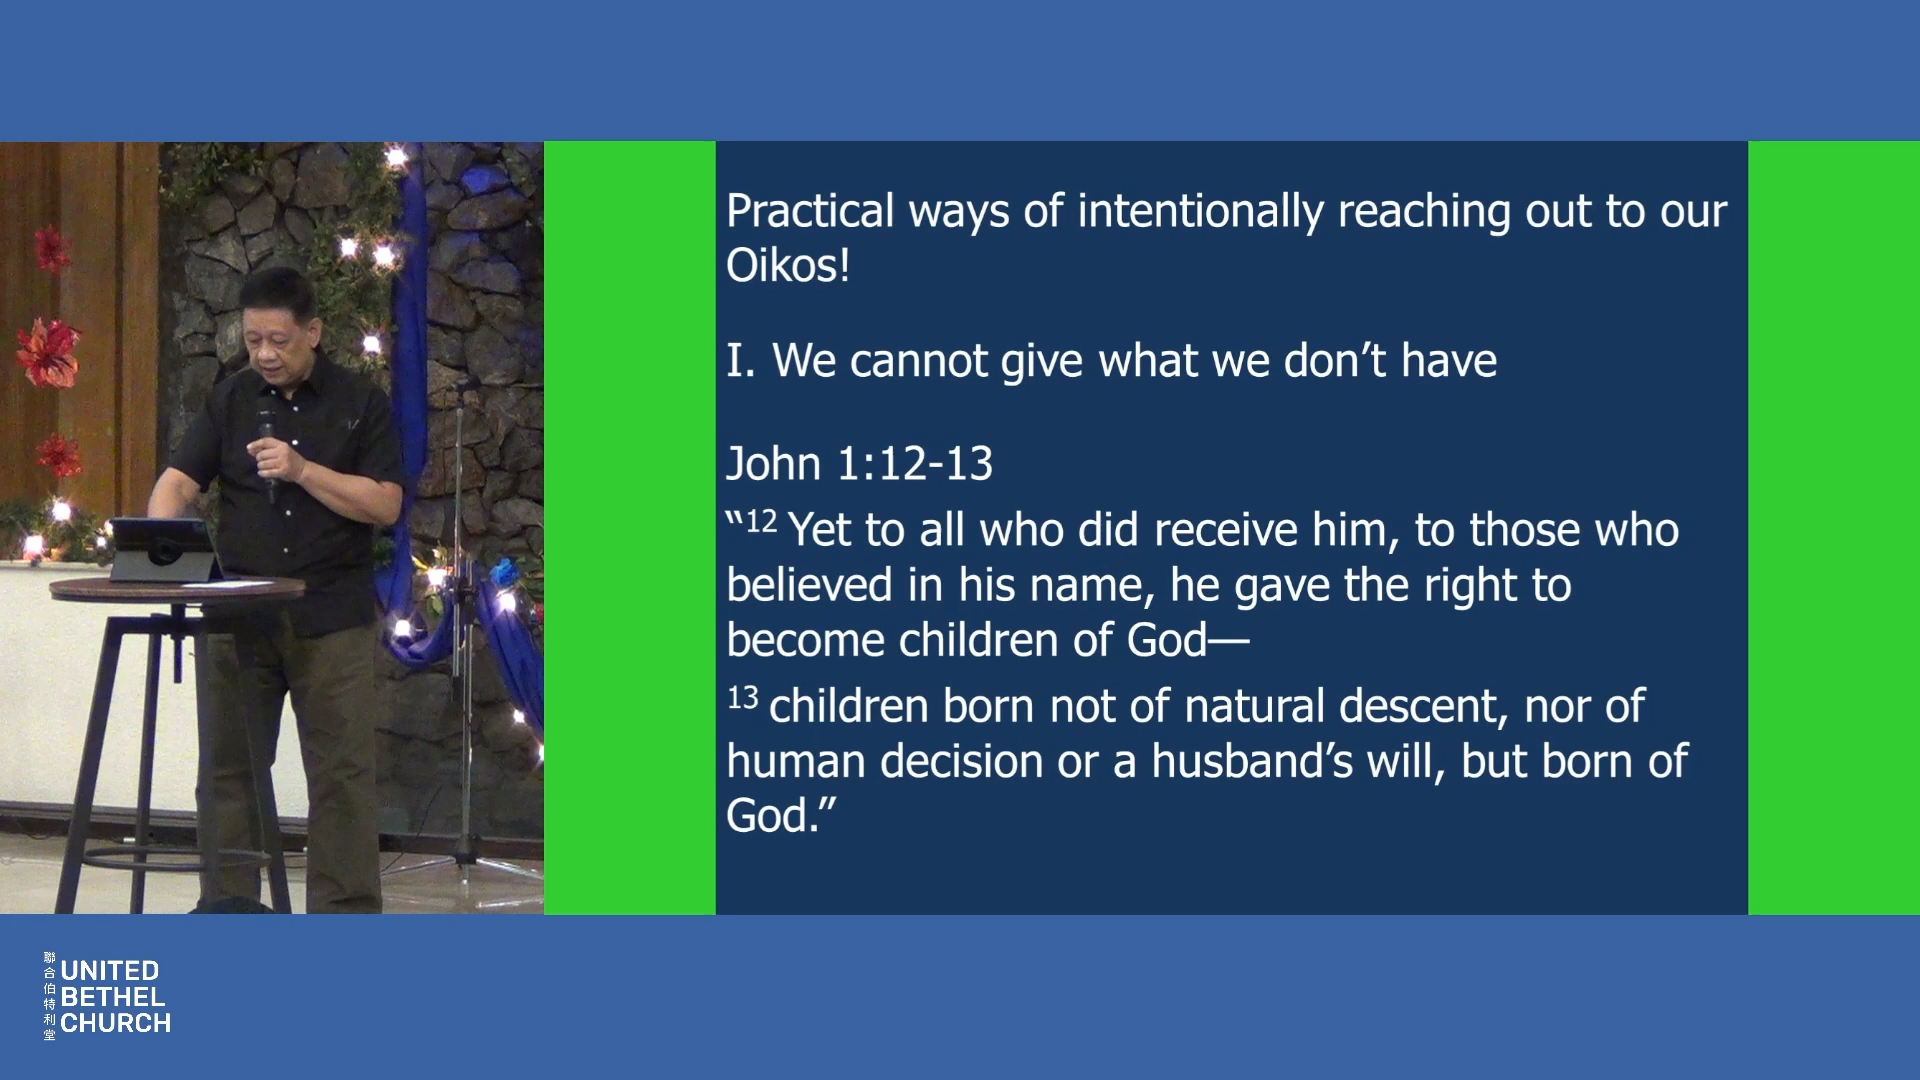 Practical ways of intentionally reaching out to our
Oikos!
I. We cannot give what we don’t have
John 1:12-13
“12 Yet to all who did receive him, to those who
believed in his name, he gave the right to
become children of God—
13 children born not of natural descent, nor of
human decision or a husband’s will, but born of
God.”
聯合伯特利堂
UNITED
BETHEL
CHURCH